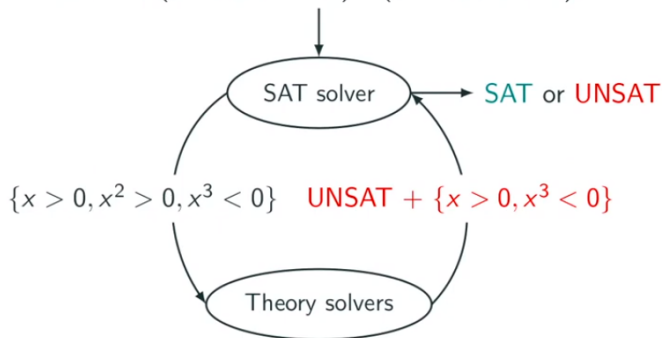 SAT solver
SAT or UNSAT
{x > 0, x² > 0, x³ < 0} UNSAT + {x > 0, x³ < 0}
Theory solvers